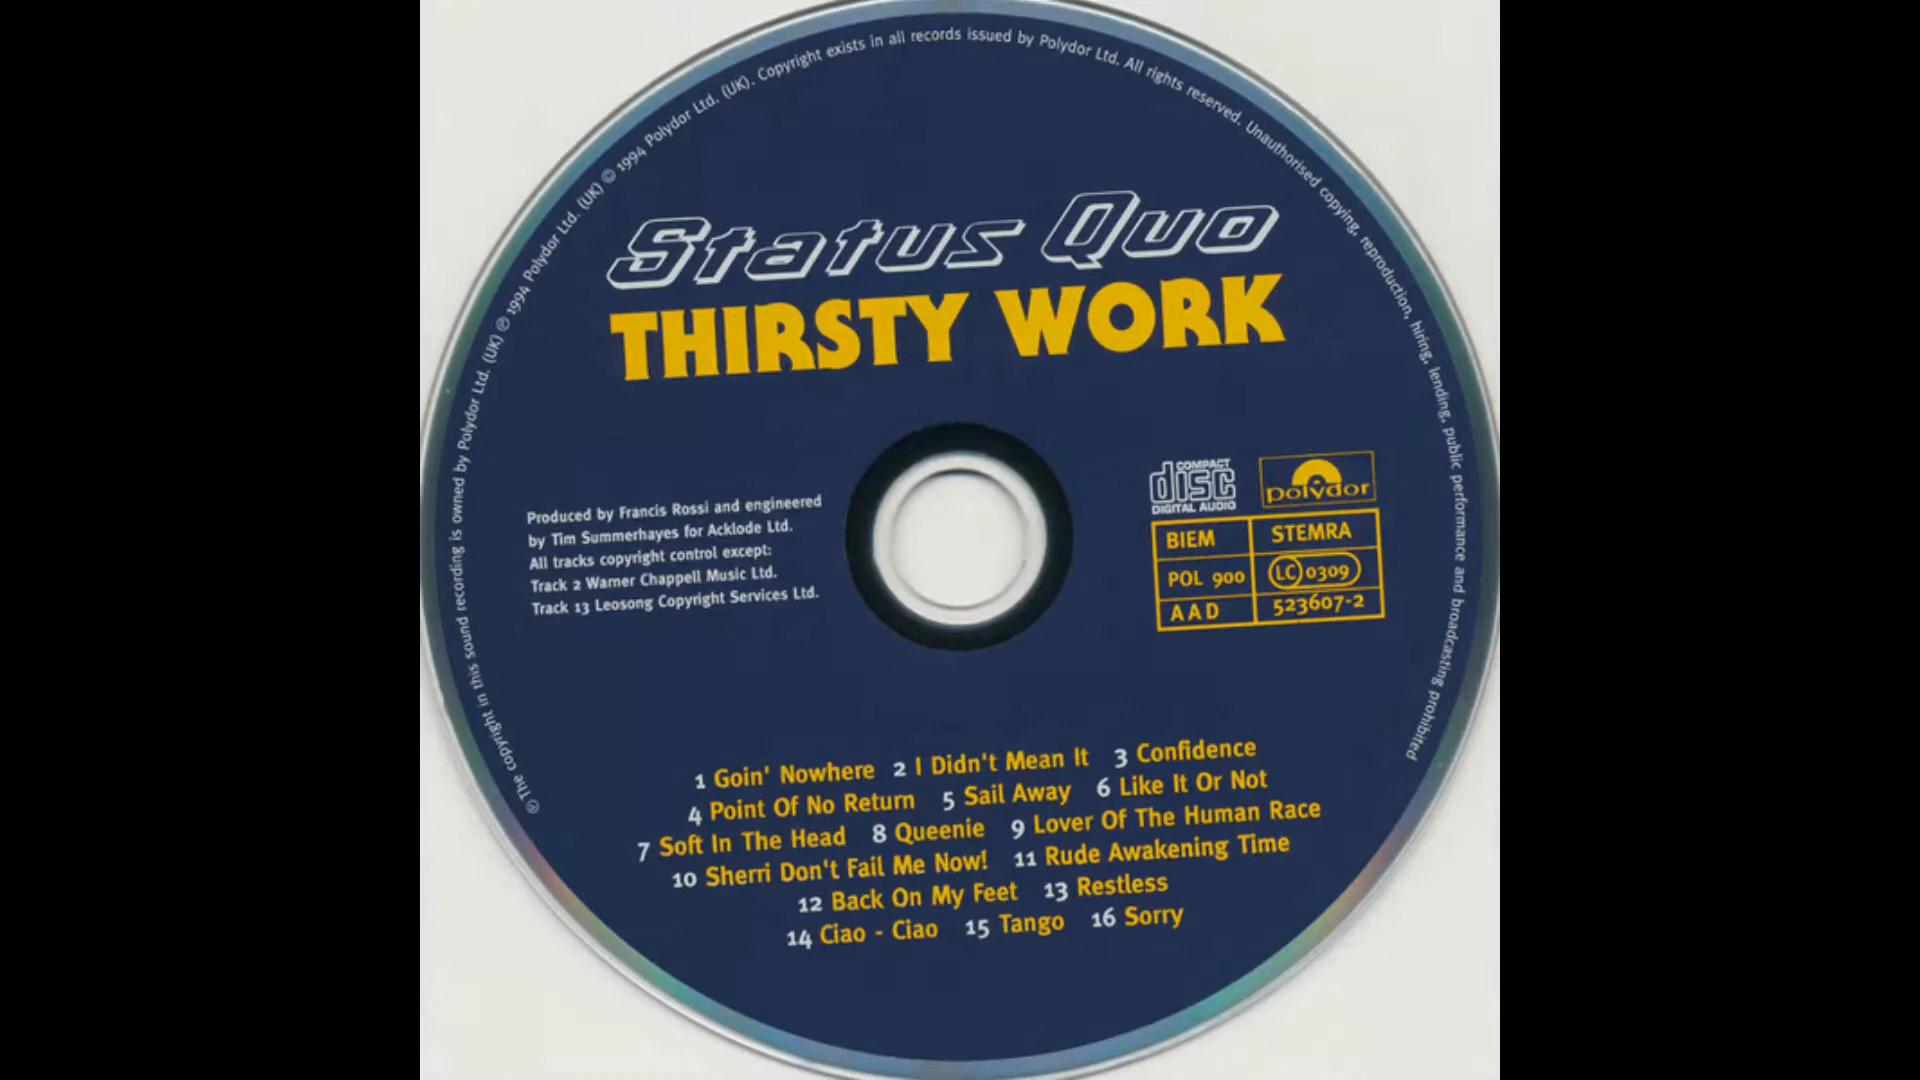 ℗ The copyright in this sound recording is owned by Polydor Ltd. (UK) ℗ 1994 Polydor Ltd. (UK) © 1994 Polydor Ltd. (UK). Copyright exists in all records issued by Polydor Ltd. All rights reserved. Unauthorised copying, reproduction, hiring, lending, public performance and broadcasting prohibited
Status Quo
THIRSTY WORK
Produced by Francis Rossi and engineered
by Tim Summerhayes for Acklode Ltd.
All tracks copyright control except:
Track 2 Warner Chappell Music Ltd.
Track 13 Leosong Copyright Services Ltd.
COMPACT
disc
DIGITAL AUDIO
polydor
BIEM STEMRA
POL 900 LC 0309
AAD 523607-2
1 Goin' Nowhere 2 I Didn't Mean It 3 Confidence
4 Point Of No Return 5 Sail Away 6 Like It Or Not
7 Soft In The Head 8 Queenie 9 Lover Of The Human Race
10 Sherri Don't Fail Me Now! 11 Rude Awakening Time
12 Back On My Feet 13 Restless
14 Ciao - Ciao 15 Tango 16 Sorry